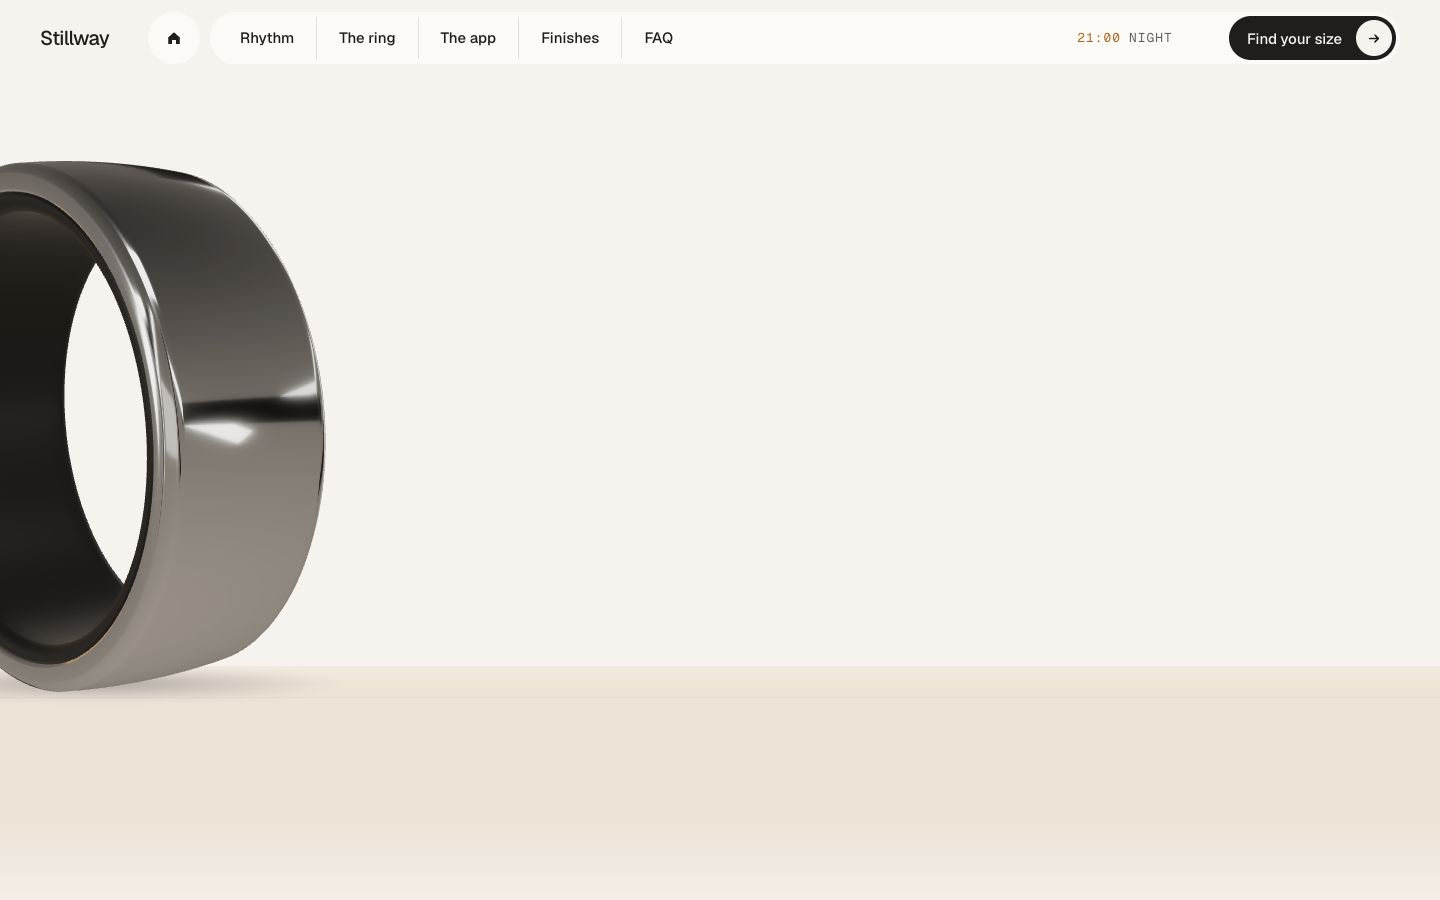 Stillway
Rhythm
The ring
The app
Finishes
FAQ
21:00 NIGHT
Find your size